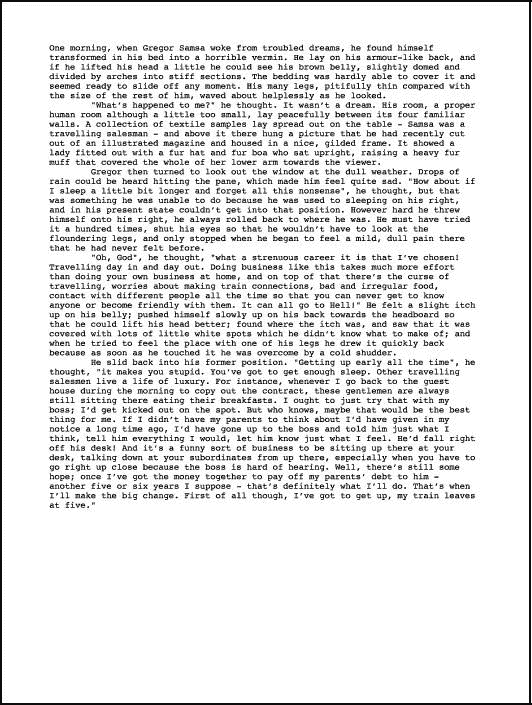 One morning, when Gregor Samsa woke from troubled dreams, he found himself
transformed in his bed into a horrible vermin. He lay on his armour-like back, and
if he lifted his head a little he could see his brown belly, slightly domed and
divided by arches into stiff sections. The bedding was hardly able to cover it and
seemed ready to slide off any moment. His many legs, pitifully thin compared with
the size of the rest of him, waved about helplessly as he looked.
"What's happened to me?" he thought. It wasn't a dream. His room, a proper
human room although a little too small, lay peacefully between its four familiar
walls. A collection of textile samples lay spread out on the table - Samsa was a
travelling salesman - and above it there hung a picture that he had recently cut
out of an illustrated magazine and housed in a nice, gilded frame. It showed a
lady fitted out with a fur hat and fur boa who sat upright, raising a heavy fur
muff that covered the whole of her lower arm towards the viewer.
Gregor then turned to look out the window at the dull weather. Drops of
rain could be heard hitting the pane, which made him feel quite sad. "How about if
I sleep a little bit longer and forget all this nonsense", he thought, but that
was something he was unable to do because he was used to sleeping on his right,
and in his present state couldn't get into that position. However hard he threw
himself onto his right, he always rolled back to where he was. He must have tried
it a hundred times, shut his eyes so that he wouldn't have to look at the
floundering legs, and only stopped when he began to feel a mild, dull pain there
that he had never felt before.
"Oh, God", he thought, "what a strenuous career it is that I've chosen!
Travelling day in and day out. Doing business like this takes much more effort
than doing your own business at home, and on top of that there's the curse of
travelling, worries about making train connections, bad and irregular food,
contact with different people all the time so that you can never get to know
anyone or become friendly with them. It can all go to Hell!" He felt a slight itch
up on his belly; pushed himself slowly up on his back towards the headboard so
that he could lift his head better; found where the itch was, and saw that it was
covered with lots of little white spots which he didn't know what to make of; and
when he tried to feel the place with one of his legs he drew it quickly back
because as soon as he touched it he was overcome by a cold shudder.
He slid back into his former position. "Getting up early all the time", he
thought, "it makes you stupid. You've got to get enough sleep. Other travelling
salesmen live a life of luxury. For instance, whenever I go back to the guest
house during the morning to copy out the contract, these gentlemen are always
still sitting there eating their breakfasts. I ought to just try that with my
boss; I'd get kicked out on the spot. But who knows, maybe that would be the best
thing for me. If I didn't have my parents to think about I'd have given in my
notice a long time ago, I'd have gone up to the boss and told him just what I
think, tell him everything I would, let him know just what I feel. He'd fall right
off his desk! And it's a funny sort of business to be sitting up there at your
desk, talking down at your subordinates from up there, especially when you have to
go right up close because the boss is hard of hearing. Well, there's still some
hope; once I've got the money together to pay off my parents' debt to him -
another five or six years I suppose - that's definitely what I'll do. That's when
I'll make the big change. First of all though, I've got to get up, my train leaves
at five."